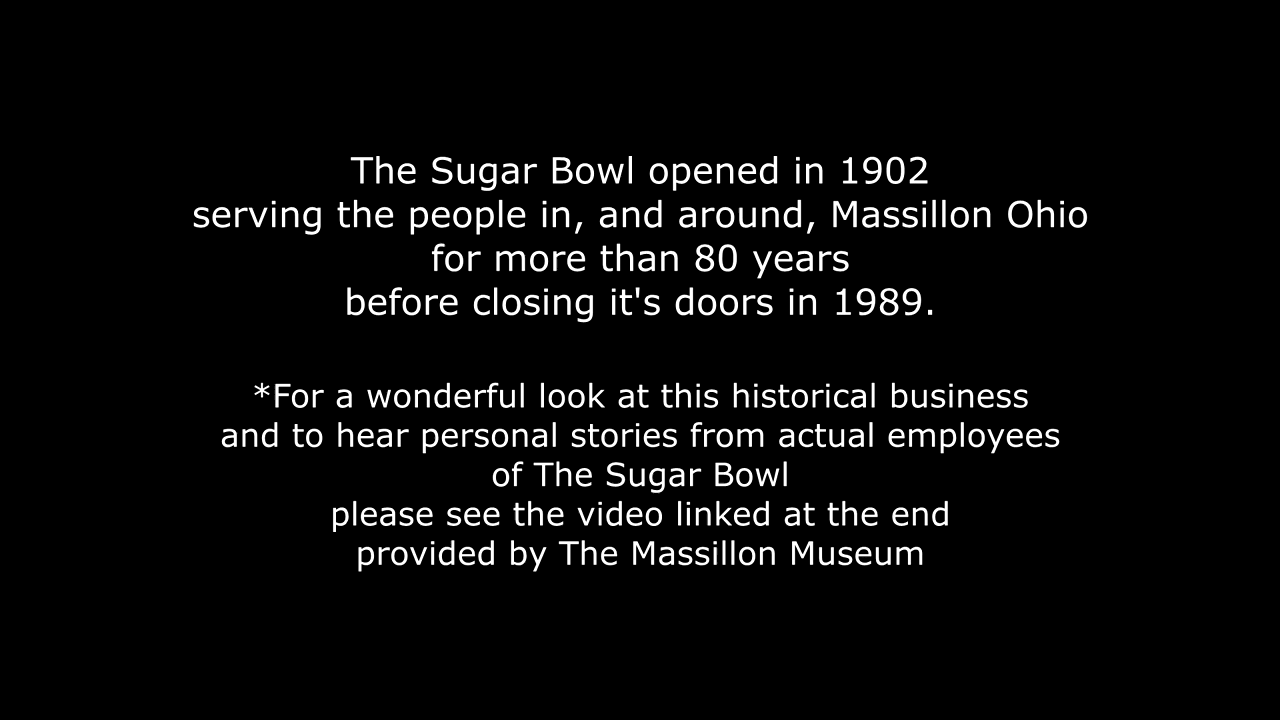 The Sugar Bowl opened in 1902
serving the people in, and around, Massillon Ohio
for more than 80 years
before closing it's doors in 1989.
*For a wonderful look at this historical business
and to hear personal stories from actual employees
of The Sugar Bowl
please see the video linked at the end
provided by The Massillon Museum